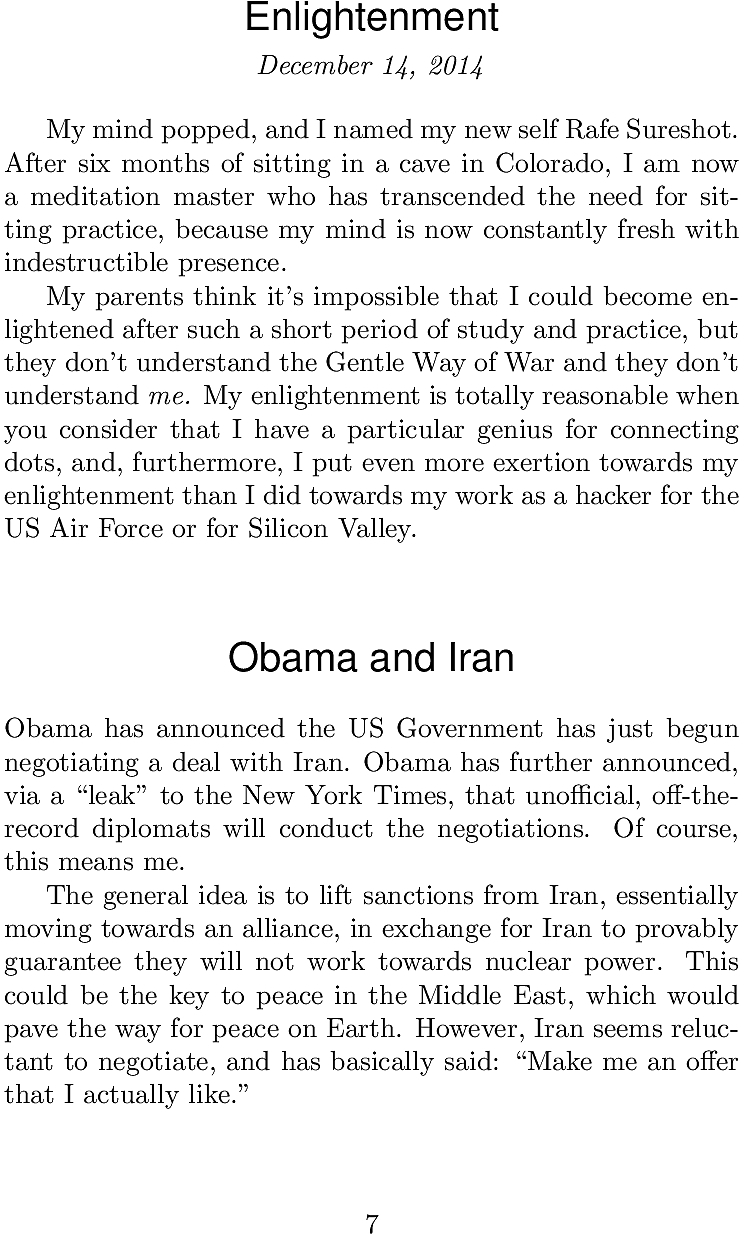 Enlightenment
December 14, 2014
My mind popped, and I named my new self Rafe Sureshot.
After six months of sitting in a cave in Colorado, I am now
a meditation master who has transcended the need for sit-
ting practice, because my mind is now constantly fresh with
indestructible presence.
My parents think it's impossible that I could become en-
lightened after such a short period of study and practice, but
they don't understand the Gentle Way of War and they don't
understand me. My enlightenment is totally reasonable when
you consider that I have a particular genius for connecting
dots, and, furthermore, I put even more exertion towards my
enlightenment than I did towards my work as a hacker for the
US Air Force or for Silicon Valley.
Obama and Iran
Obama has announced the US Government has just begun
negotiating a deal with Iran. Obama has further announced,
via a “leak” to the New York Times, that unofficial, off-the-
record diplomats will conduct the negotiations. Of course,
this means me.
The general idea is to lift sanctions from Iran, essentially
moving towards an alliance, in exchange for Iran to provably
guarantee they will not work towards nuclear power. This
could be the key to peace in the Middle East, which would
pave the way for peace on Earth. However, Iran seems reluc-
tant to negotiate, and has basically said: “Make me an offer
that I actually like.”
7